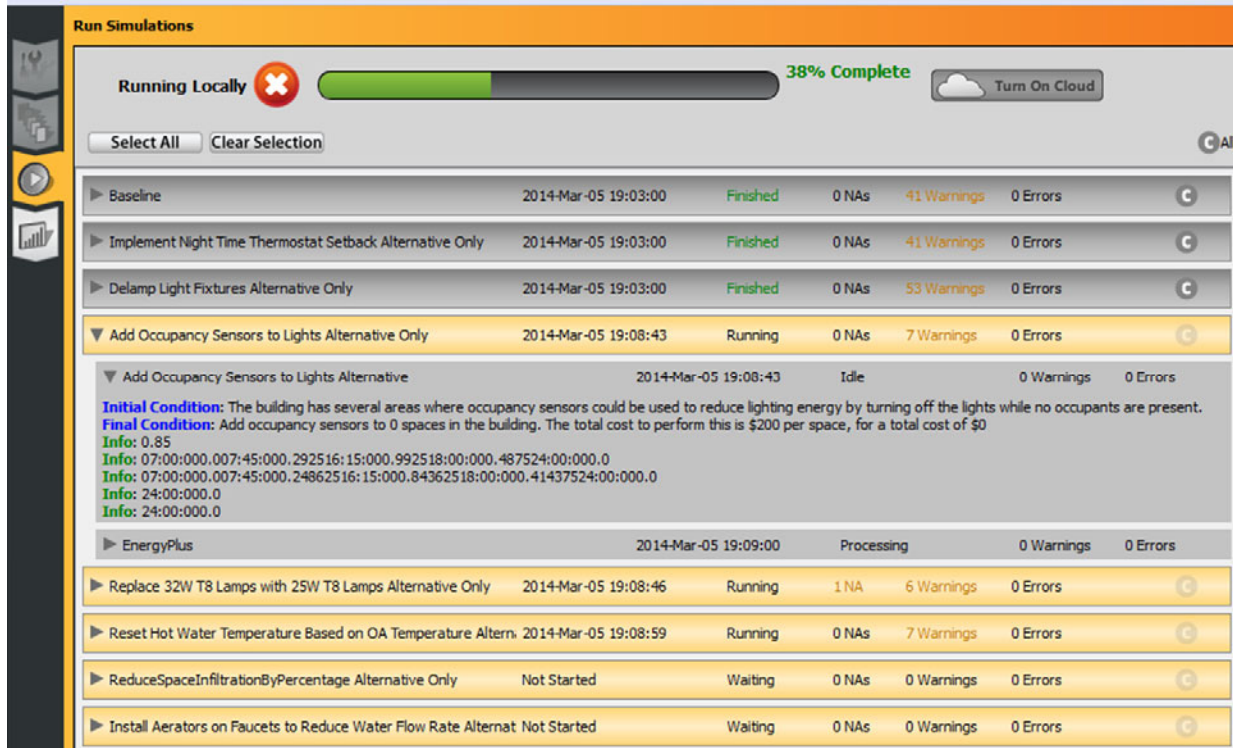 Run Simulations
Running Locally 38% Complete Turn On Cloud
Select All Clear Selection C Al
Baseline 2014-Mar-05 19:03:00 Finished 0 NAs 41 Warnings 0 Errors C
Implement Night Time Thermostat Setback Alternative Only 2014-Mar-05 19:03:00 Finished 0 NAs 41 Warnings 0 Errors C
Delamp Light Fixtures Alternative Only 2014-Mar-05 19:03:00 Finished 0 NAs 53 Warnings 0 Errors C
Add Occupancy Sensors to Lights Alternative Only 2014-Mar-05 19:08:43 Running 0 NAs 7 Warnings 0 Errors C
Add Occupancy Sensors to Lights Alternative 2014-Mar-05 19:08:43 Idle 0 Warnings 0 Errors
Initial Condition: The building has several areas where occupancy sensors could be used to reduce lighting energy by turning off the lights while no occupants are present.
Final Condition: Add occupancy sensors to 0 spaces in the building. The total cost to perform this is $200 per space, for a total cost of $0
Info: 0.85
Info: 07:00:000.007:45:000.292516:15:000.992518:00:000.487524:00:000.0
Info: 07:00:000.007:45:000.24862516:15:000.84362518:00:000.41437524:00:000.0
Info: 24:00:000.0
Info: 24:00:000.0
EnergyPlus 2014-Mar-05 19:09:00 Processing 0 Warnings 0 Errors
Replace 32W T8 Lamps with 25W T8 Lamps Alternative Only 2014-Mar-05 19:08:46 Running 1 NA 6 Warnings 0 Errors C
Reset Hot Water Temperature Based on OA Temperature Altern 2014-Mar-05 19:08:59 Running 0 NAs 7 Warnings 0 Errors C
ReduceSpaceInfiltrationByPercentage Alternative Only Not Started Waiting 0 NAs 0 Warnings 0 Errors C
Install Aerators on Faucets to Reduce Water Flow Rate Alternat Not Started Waiting 0 NAs 0 Warnings 0 Errors C